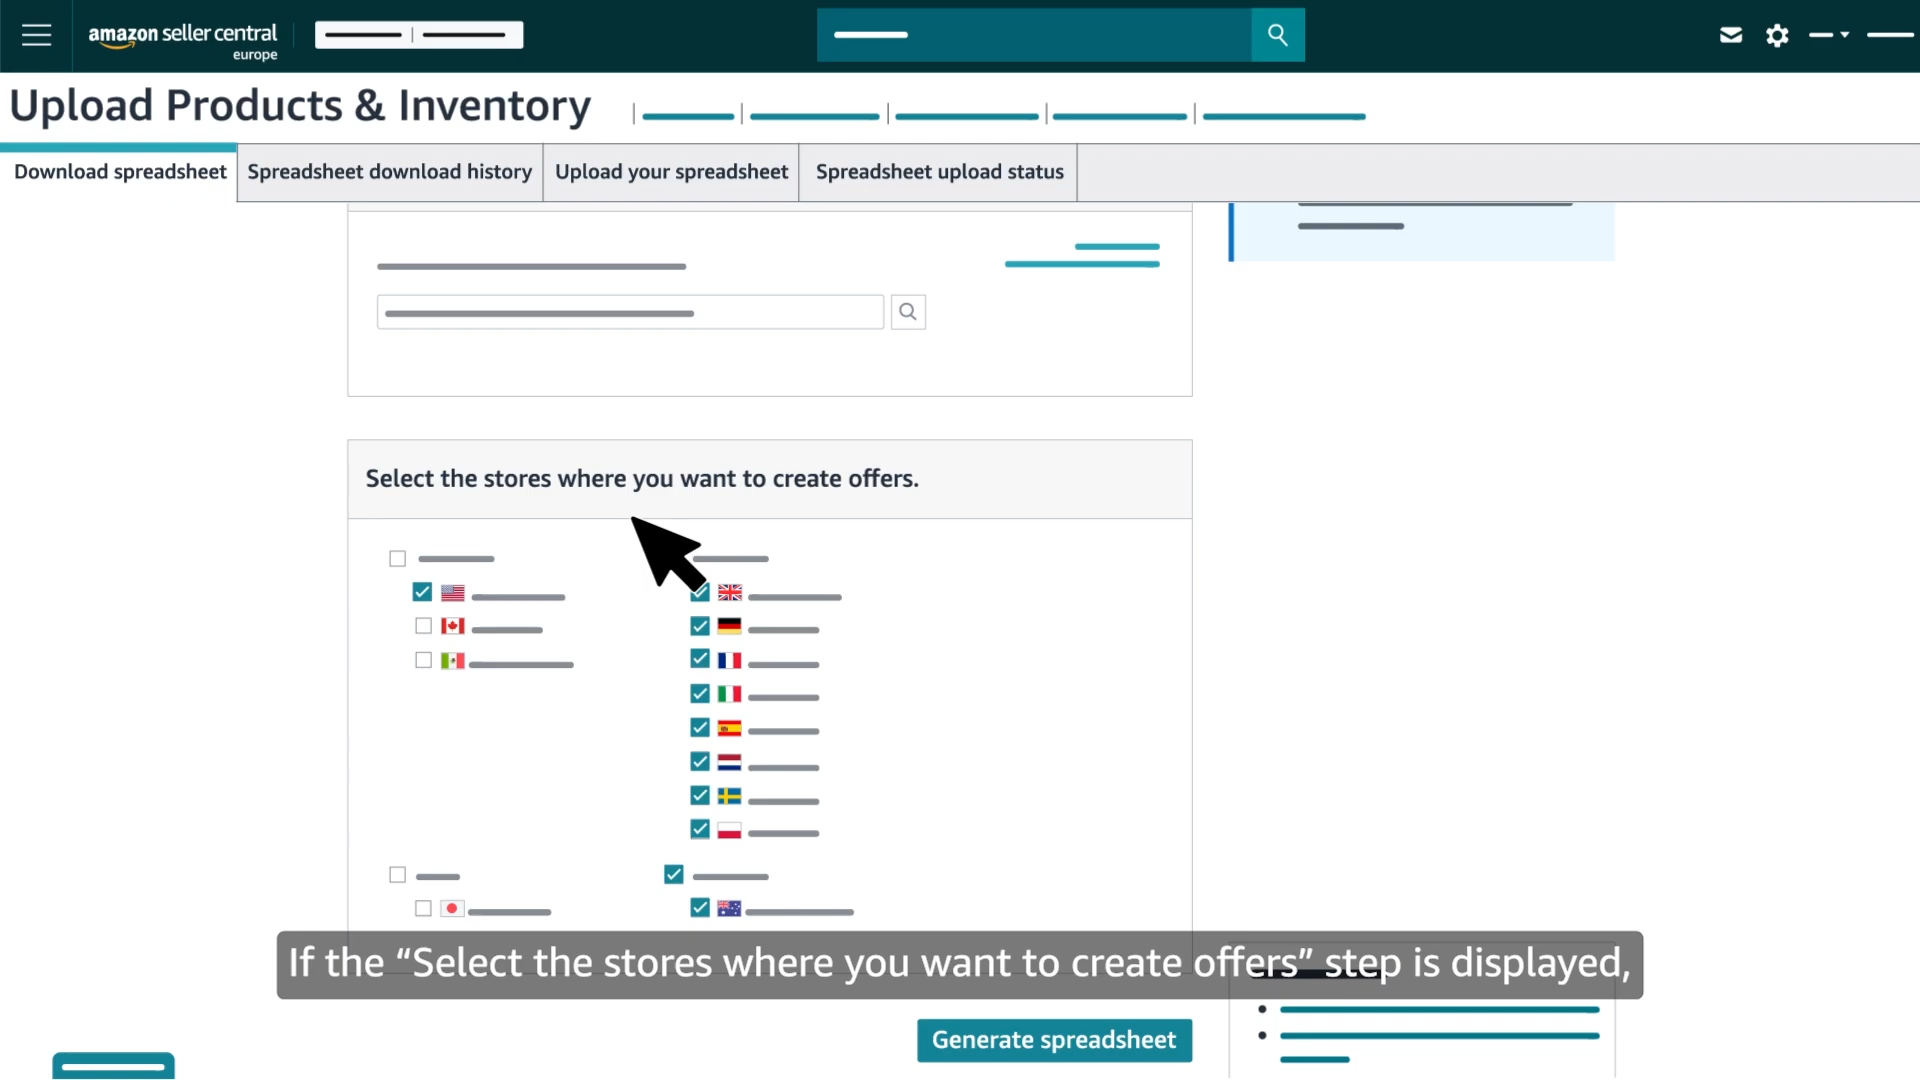 amazon seller central
europe
Upload Products & Inventory
Download spreadsheet
Spreadsheet download history
Upload your spreadsheet
Spreadsheet upload status
Select the stores where you want to create offers.
If the “Select the stores where you want to create offers” step is displayed,
Generate spreadsheet